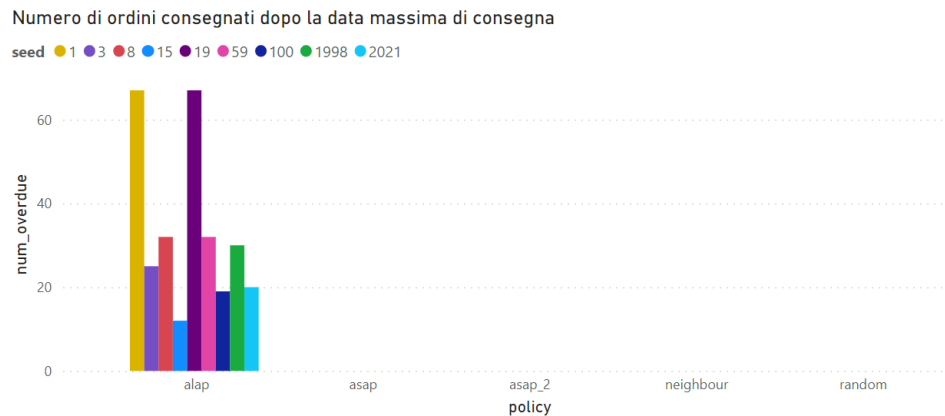 Numero di ordini consegnati dopo la data massima di consegna
seed 1 3 8 15 19 59 100 1998 2021
60
40
20
0
num_overdue
alap asap asap_2 neighbour random
policy